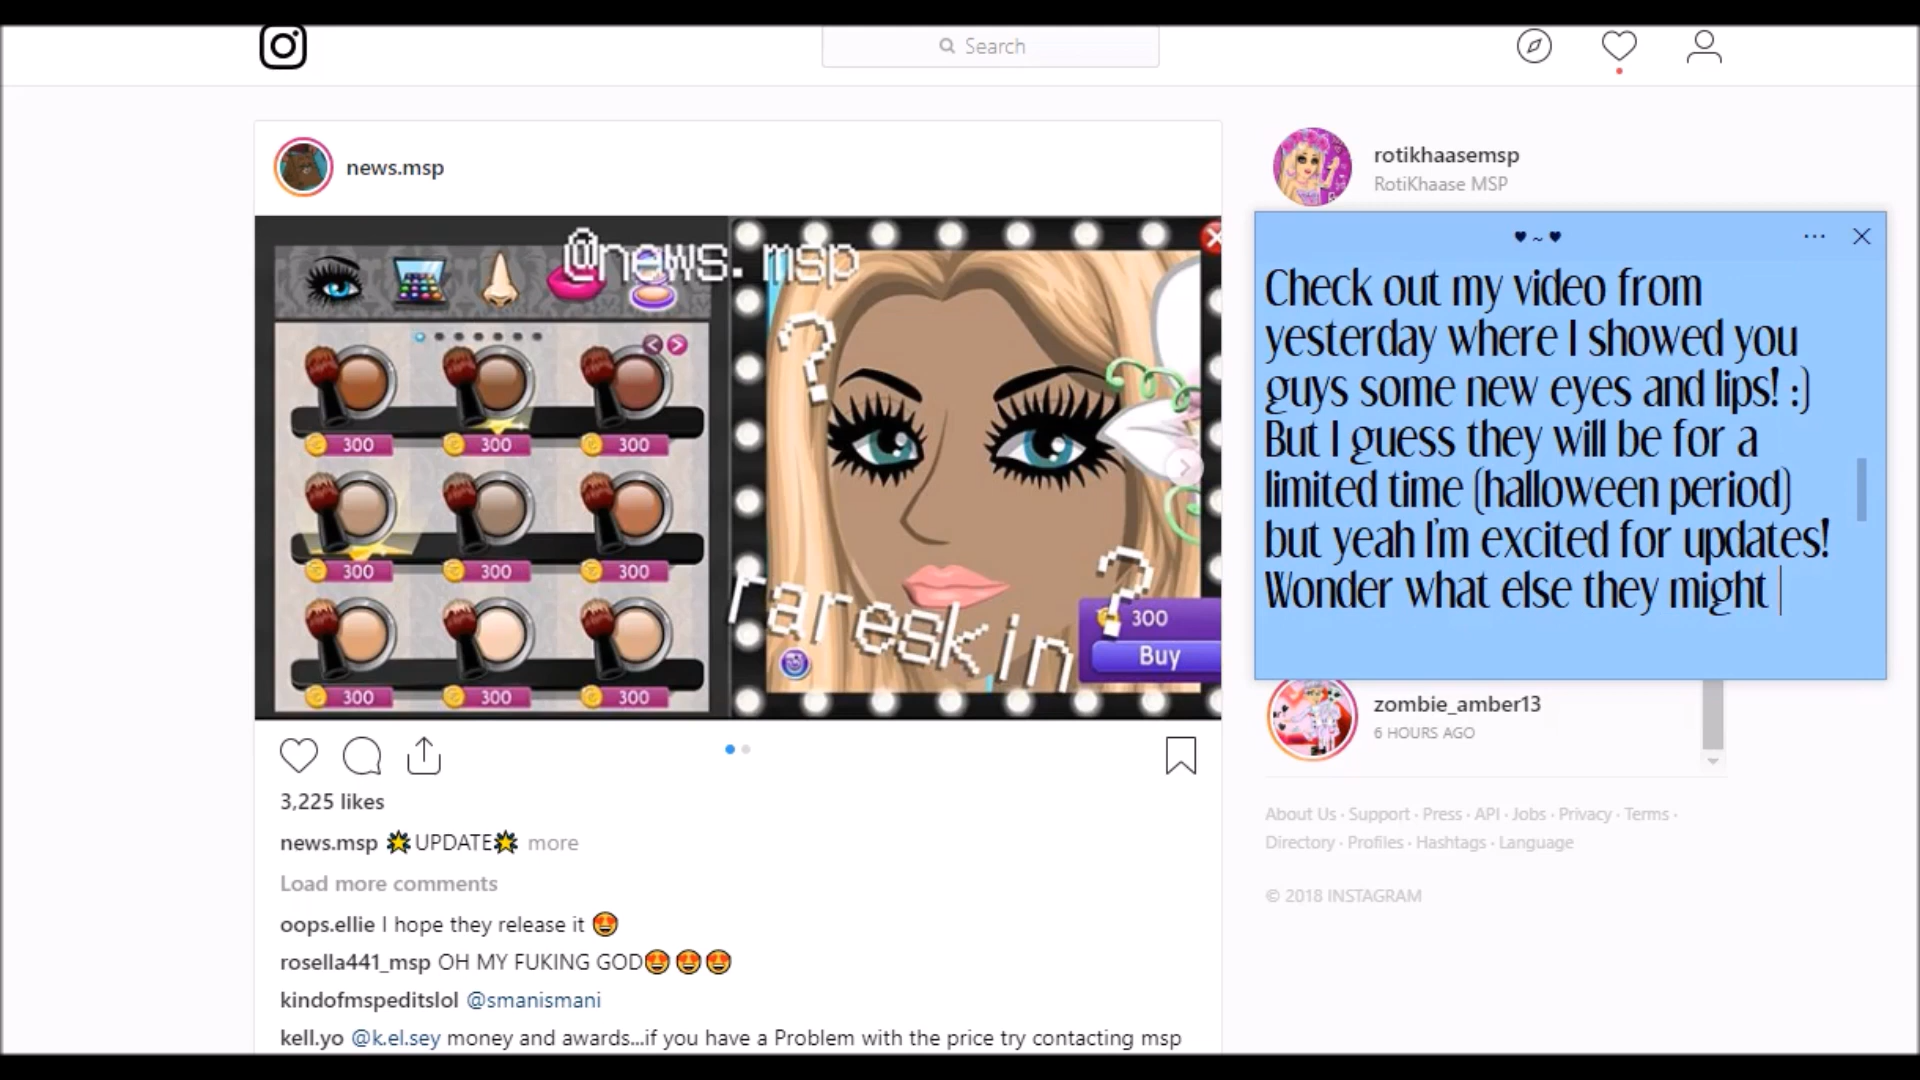 Search
news.msp
@news.msp
?
300 300 300
300 300 300
300 300 300
rareskin?
300
Buy
3,225 likes
news.msp 🌟UPDATE🌟 more
Load more comments
oops.ellie I hope they release it 😍
rosella441_msp OH MY FUKING GOD😍😍😍
kindofmspeditslol @smanismani
kell.yo @k.el.sey money and awards...if you have a Problem with the price try contacting msp
rotikhaasemsp
RotiKhaase MSP
♥ ~ ♥
Check out my video from
yesterday where I showed you
guys some new eyes and lips! :)
But I guess they will be for a
limited time (halloween period)
but yeah I'm excited for updates!
Wonder what else they might
zombie_amber13
6 HOURS AGO
About Us · Support · Press · API · Jobs · Privacy · Terms ·
Directory · Profiles · Hashtags · Language
© 2018 INSTAGRAM